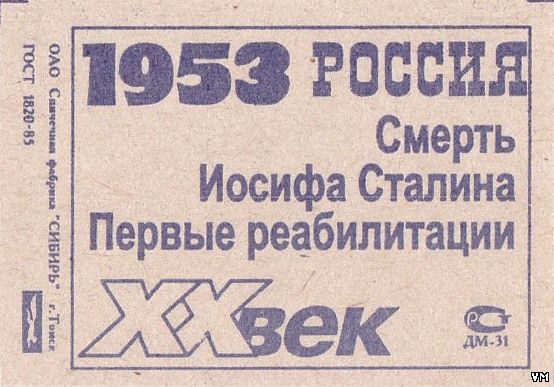 1953 РОССИЯ
Смерть
Иосифа Сталина
Первые реабилитации
XX век
РСТ
ДМ-31
ОАО Спичечная фабрика "СИБИРЬ" г. Томск
ГОСТ 1820-85
VM